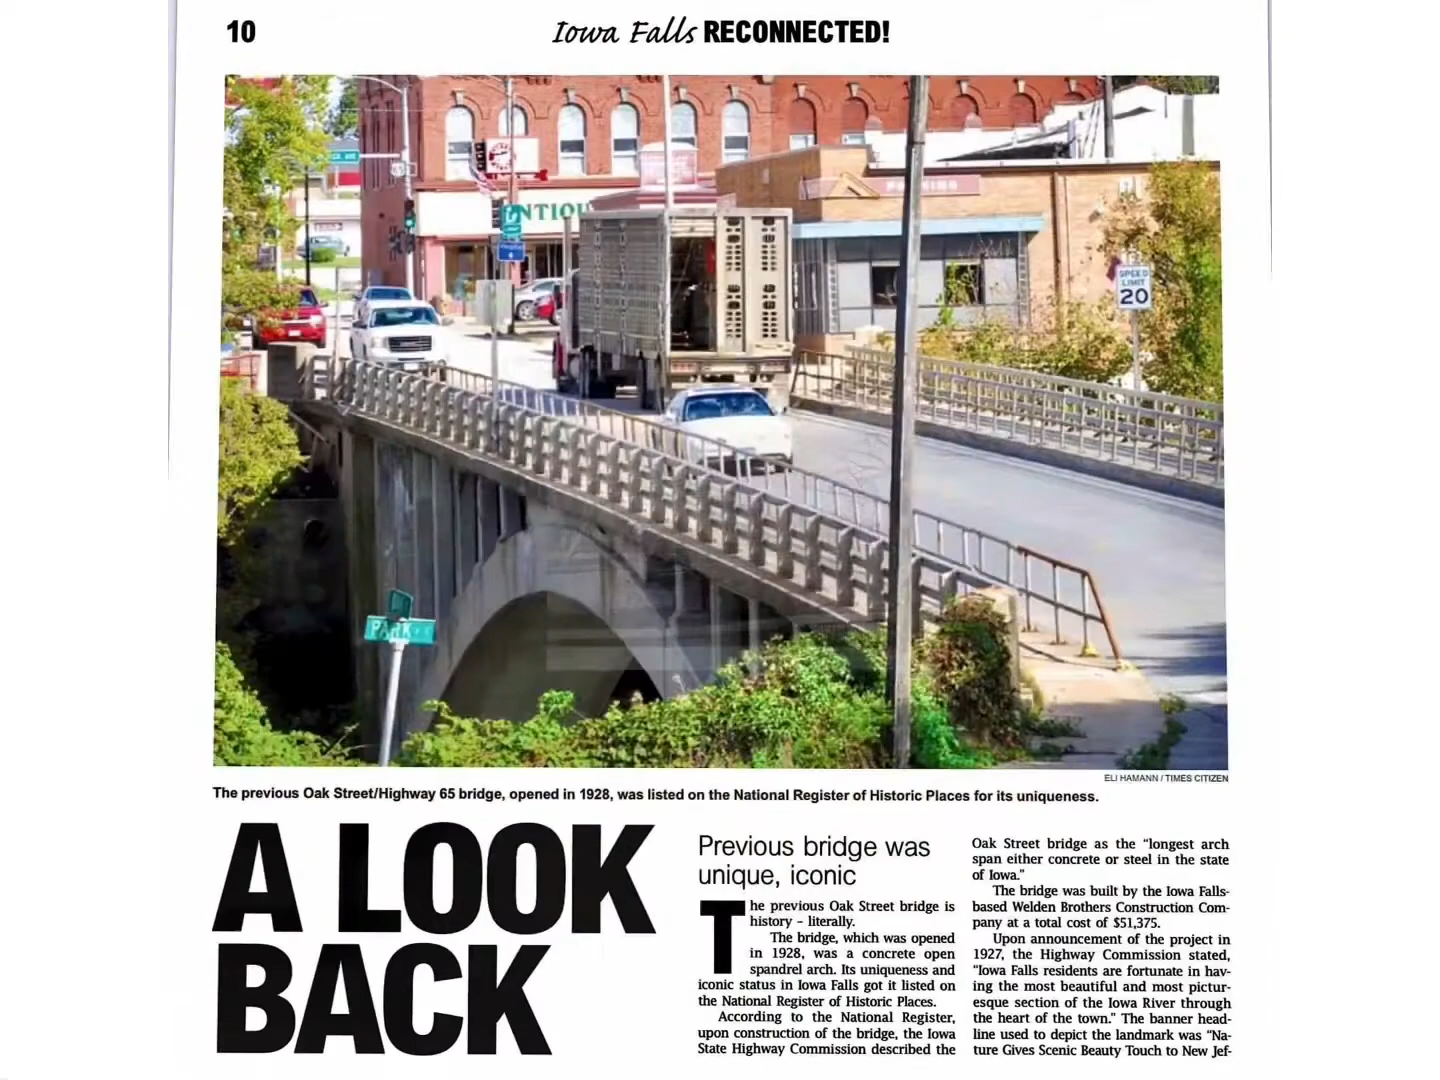 10
Iowa Falls RECONNECTED!
NTIQU
SPEED
LIMIT
20
PARK
ELI HAMANN / TIMES CITIZEN
The previous Oak Street/Highway 65 bridge, opened in 1928, was listed on the National Register of Historic Places for its uniqueness.
A LOOK
BACK
Previous bridge was
unique, iconic
The previous Oak Street bridge is
history – literally.
The bridge, which was opened
in 1928, was a concrete open
spandrel arch. Its uniqueness and
iconic status in Iowa Falls got it listed on
the National Register of Historic Places.
According to the National Register,
upon construction of the bridge, the Iowa
State Highway Commission described the
Oak Street bridge as the “longest arch
span either concrete or steel in the state
of Iowa.”
The bridge was built by the Iowa Falls-
based Welden Brothers Construction Com-
pany at a total cost of $51,375.
Upon announcement of the project in
1927, the Highway Commission stated,
“Iowa Falls residents are fortunate in hav-
ing the most beautiful and most pictur-
esque section of the Iowa River through
the heart of the town.” The banner head-
line used to depict the landmark was “Na-
ture Gives Scenic Beauty Touch to New Jef-